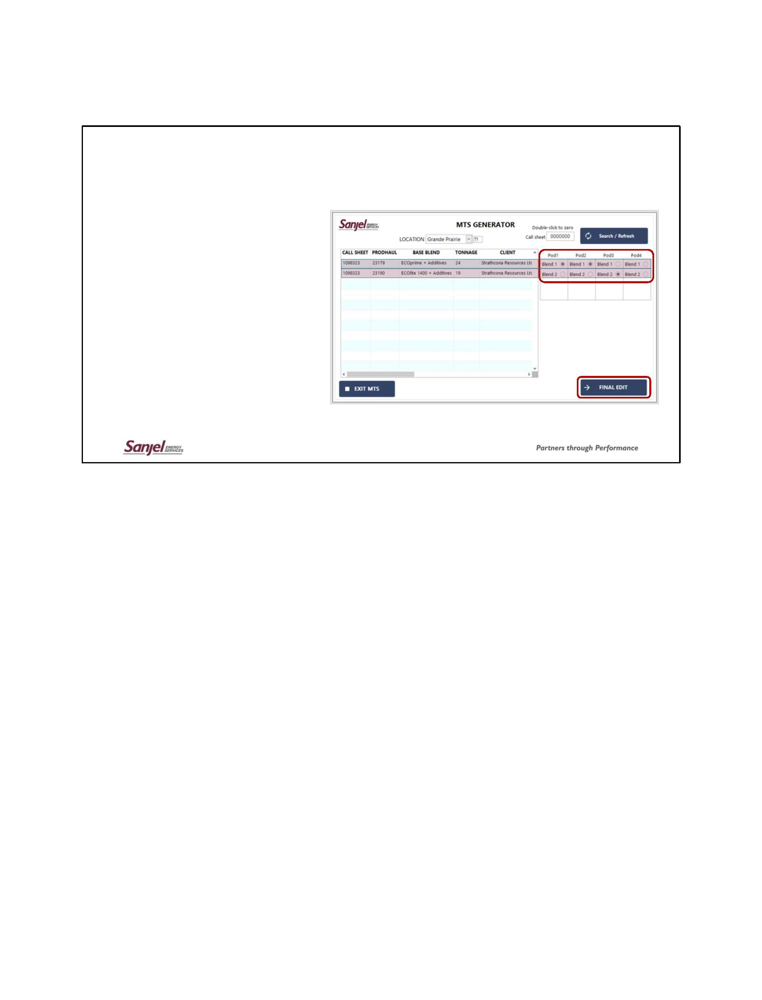 Sanjel ENERGY SERVICES
MTS GENERATOR
Double-click to zero
LOCATION Grande Prairie 71
Call sheet 0000000
Search / Refresh
CALL SHEET PRODHAUL BASE BLEND TONNAGE CLIENT
Pod1 Pod2 Pod3 Pod4
1098323 23179 ECOprime + Additives 24 Strathcona Resources Ltc
Blend 1 Blend 1 Blend 1 Blend 1
1098323 23190 ECOlite 1400 + Additives 19 Strathcona Resources Ltc
Blend 2 Blend 2 Blend 2 Blend 2
EXIT MTS
FINAL EDIT
Sanjel ENERGY SERVICES
Partners through Performance